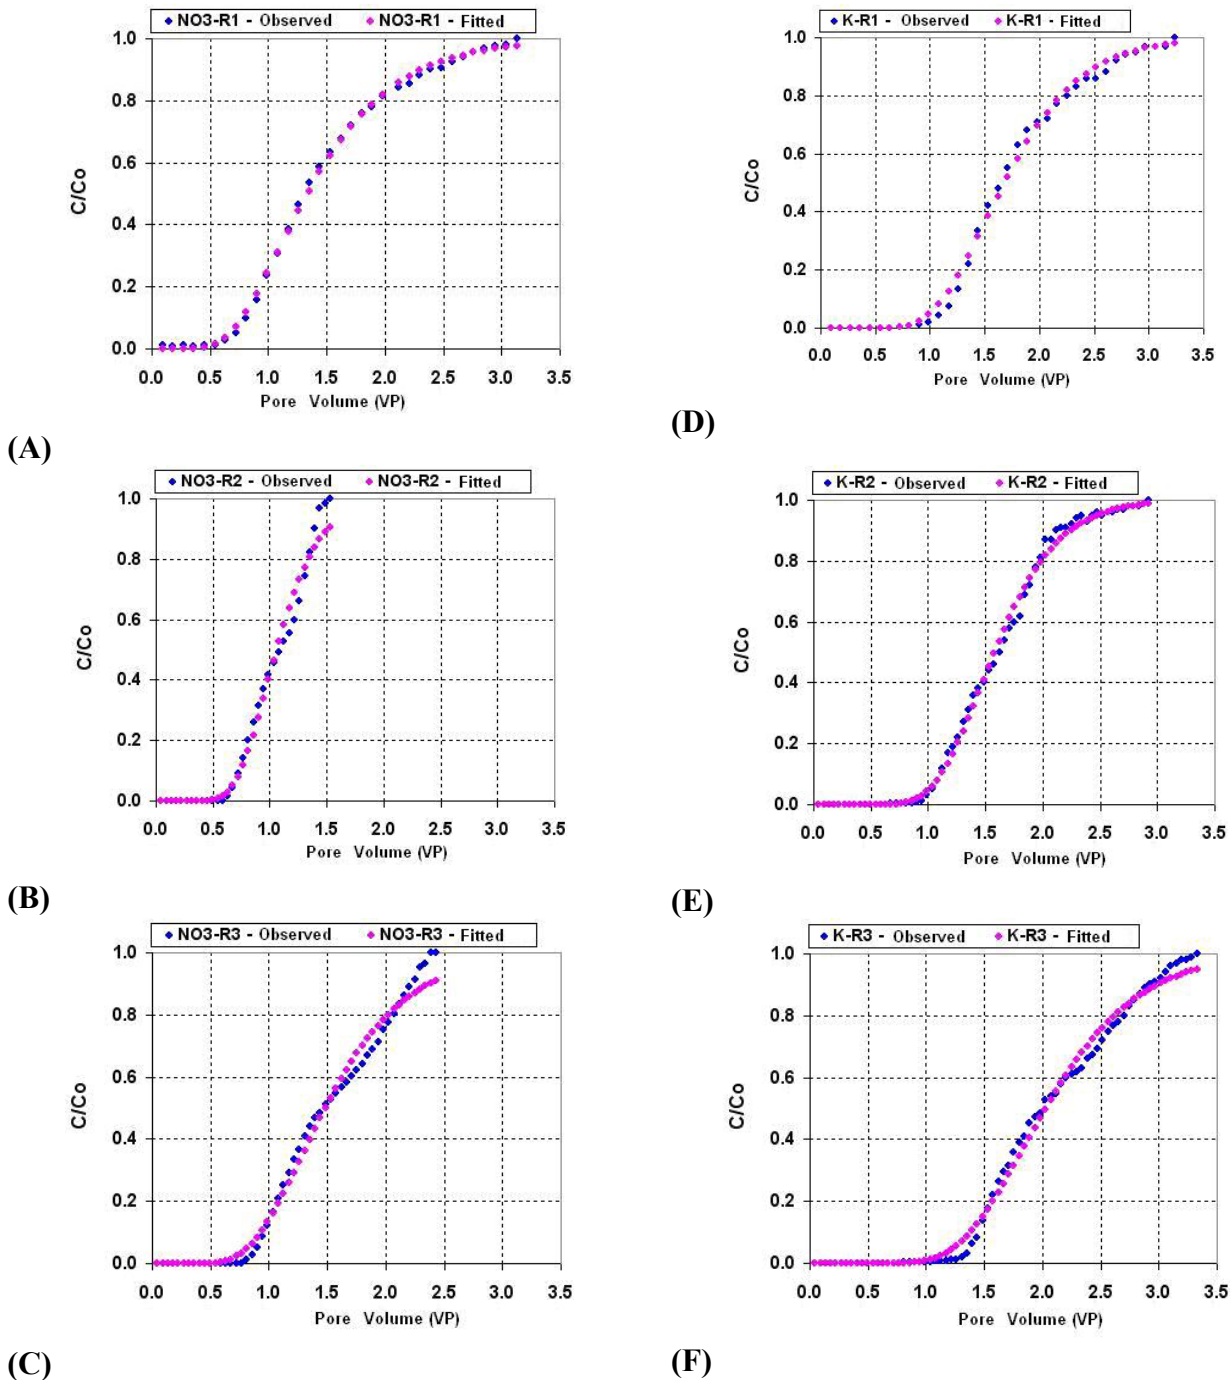 NO3-R1 - Observed NO3-R1 - Fitted
1.0
0.8
0.6
0.4
0.2
0.0
C/Co
0.0 0.5 1.0 1.5 2.0 2.5 3.0 3.5
Pore Volume (VP)
(A)
K-R1 - Observed K-R1 - Fitted
1.0
0.8
0.6
0.4
0.2
0.0
C/Co
0.0 0.5 1.0 1.5 2.0 2.5 3.0 3.5
Pore Volume (VP)
(D)
NO3-R2 - Observed NO3-R2 - Fitted
1.0
0.8
0.6
0.4
0.2
0.0
C/Co
0.0 0.5 1.0 1.5 2.0 2.5 3.0 3.5
Pore Volume (VP)
(B)
K-R2 - Observed K-R2 - Fitted
1.0
0.8
0.6
0.4
0.2
0.0
C/Co
0.0 0.5 1.0 1.5 2.0 2.5 3.0 3.5
Pore Volume (VP)
(E)
NO3-R3 - Observed NO3-R3 - Fitted
1.0
0.8
0.6
0.4
0.2
0.0
C/Co
0.0 0.5 1.0 1.5 2.0 2.5 3.0 3.5
Pore Volume (VP)
(C)
K-R3 - Observed K-R3 - Fitted
1.0
0.8
0.6
0.4
0.2
0.0
C/Co
0.0 0.5 1.0 1.5 2.0 2.5 3.0 3.5
Pore Volume (VP)
(F)